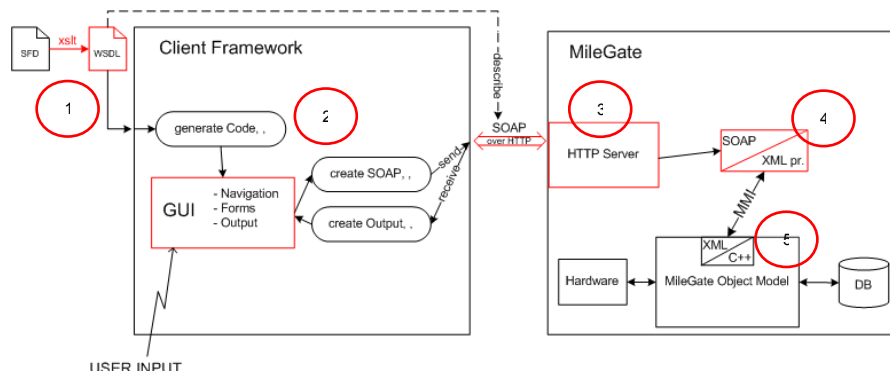 SFD
xslt
WSDL
1
Client Framework
generate Code, ,
2
GUI
- Navigation
- Forms
- Output
create SOAP, ,
create Output, ,
send
receive
USER INPUT
describe
SOAP
over HTTP
MileGate
3
HTTP Server
SOAP
XML pr.
4
MMI
XML
C++
5
Hardware
MileGate Object Model
DB